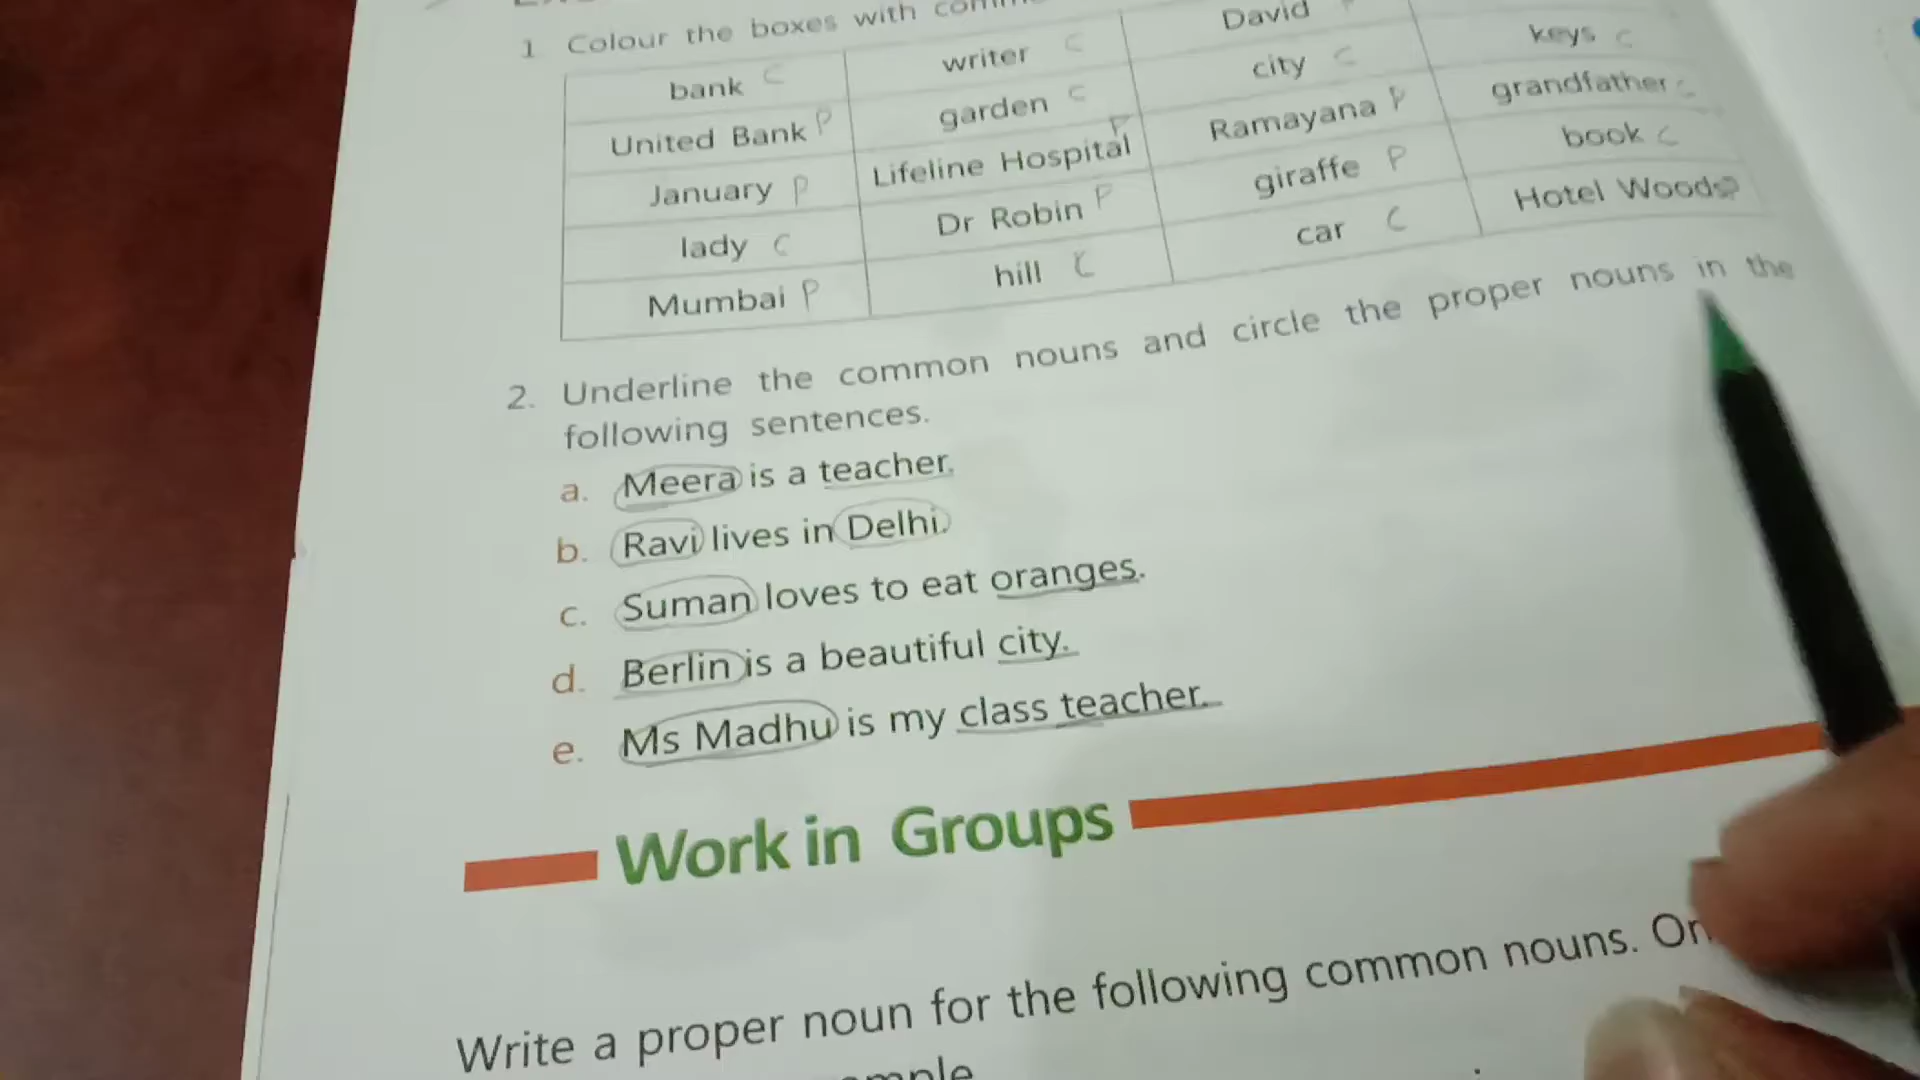 1 Colour the boxes with
David P
bank C writer C city C keys C
United Bank P garden C Ramayana P grandfather C
January P Lifeline Hospital P giraffe P book C
lady C Dr Robin P car C Hotel Woods P
Mumbai P hill C
2. Underline the common nouns and circle the proper nouns in the
following sentences.
a. Meera is a teacher.
b. Ravi lives in Delhi.
c. Suman loves to eat oranges.
d. Berlin is a beautiful city.
e. Ms Madhu is my class teacher.
Work in Groups
Write a proper noun for the following common nouns.